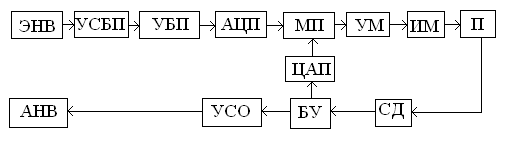 ЭНВ УСБП УБП АЦП МП УМ ИМ П
ЦАП
АНВ УСО БУ СД